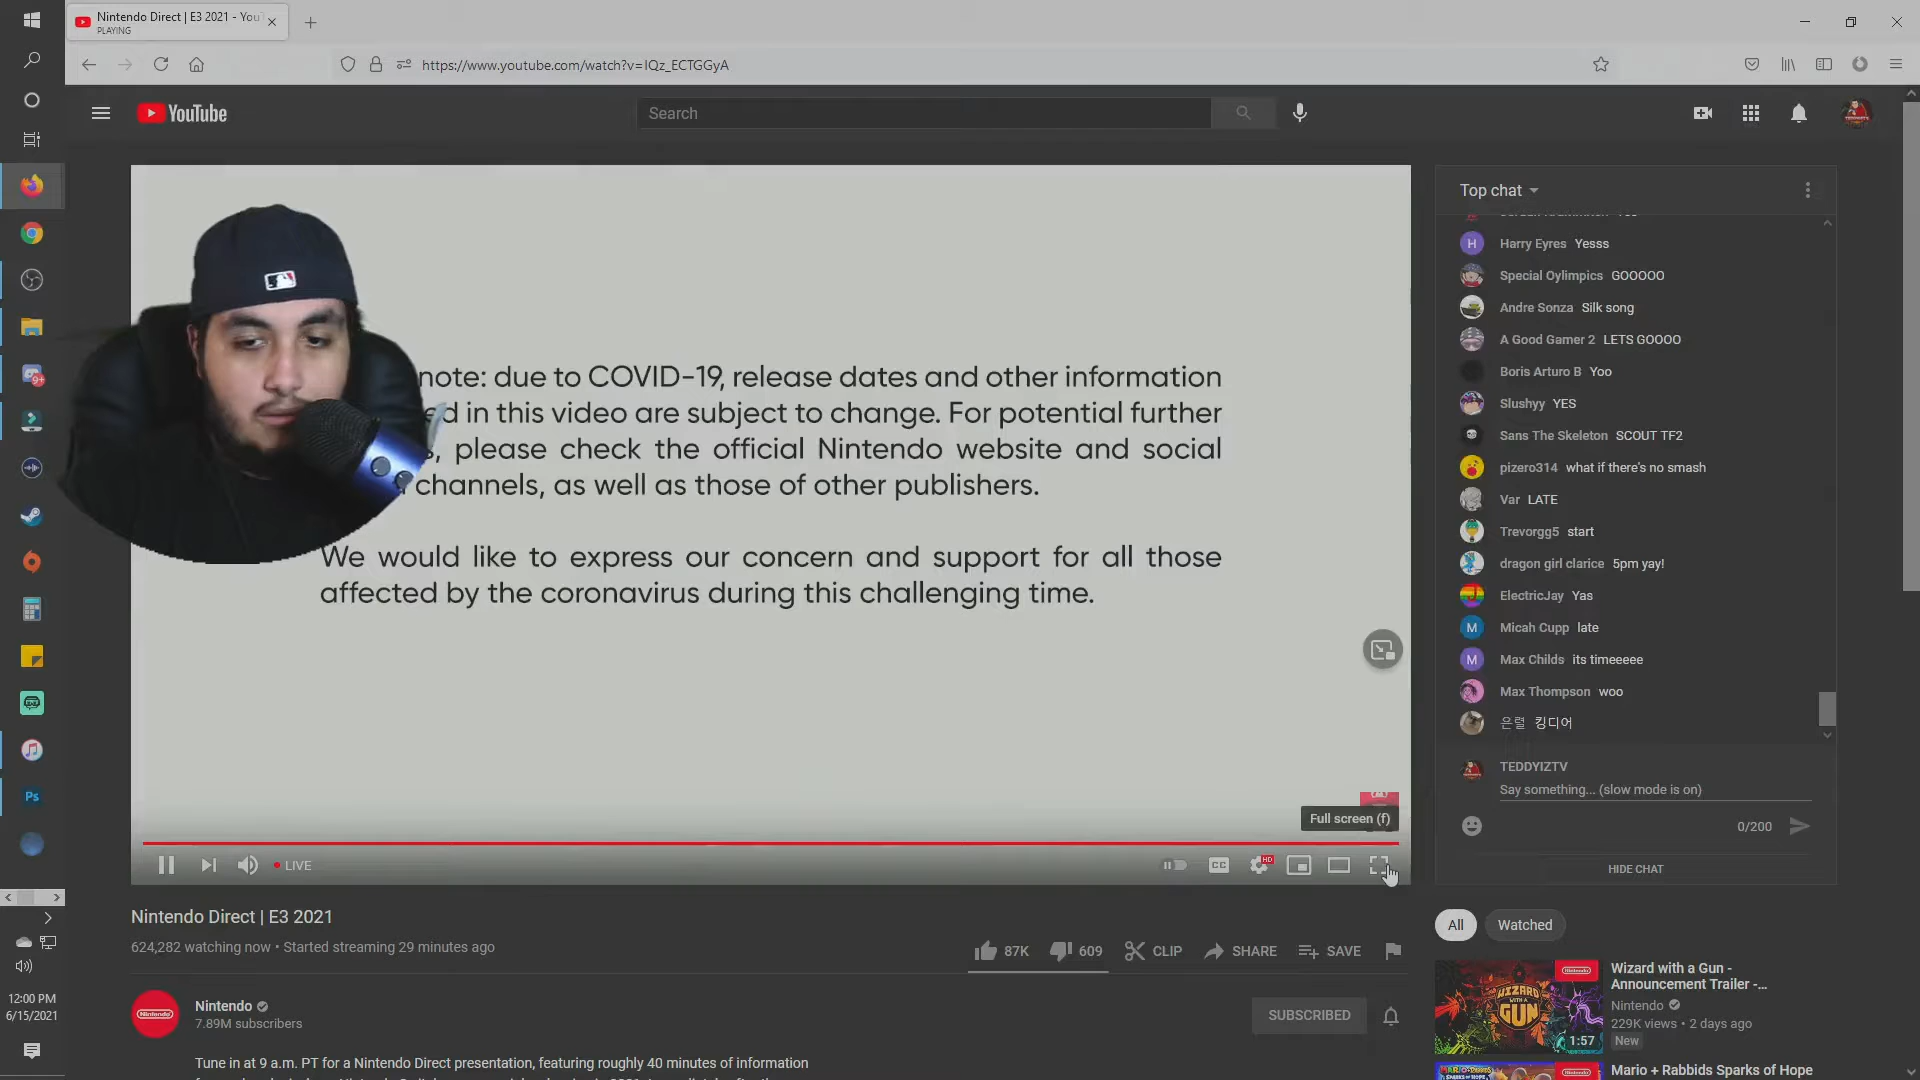 Nintendo Direct | E3 2021 - You
PLAYING
https://www.youtube.com/watch?v=IQz_ECTGGyA
YouTube
Search
note: due to COVID-19, release dates and other information
in this video are subject to change. For potential further
please check the official Nintendo website and social
channels, as well as those of other publishers.
We would like to express our concern and support for all those
affected by the coronavirus during this challenging time.
Full screen (f)
LIVE
CC
HD
Top chat
Harry Eyres Yesss
Special Oylimpics GOOOOO
Andre Sonza Silk song
A Good Gamer 2 LETS GOOOO
Boris Arturo B Yoo
Slushyy YES
Sans The Skeleton SCOUT TF2
pizero314 what if there's no smash
Var LATE
Trevorgg5 start
dragon girl clarice 5pm yay!
ElectricJay Yas
M Micah Cupp late
M Max Childs its timeeeee
Max Thompson woo
은렬 킹디어
TEDDYIZTV
Say something... (slow mode is on)
0/200
HIDE CHAT
Nintendo Direct | E3 2021
624,282 watching now • Started streaming 29 minutes ago
87K 609 CLIP SHARE SAVE
Nintendo
Nintendo
7.89M subscribers
SUBSCRIBED
Tune in at 9 a.m. PT for a Nintendo Direct presentation, featuring roughly 40 minutes of information
All Watched
Nintendo
WIZARD
WITH A
GUN
1:57
Wizard with a Gun -
Announcement Trailer -...
Nintendo
229K views • 2 days ago
New
Mario + Rabbids Sparks of Hope
9+
Ps
12:00 PM
6/15/2021